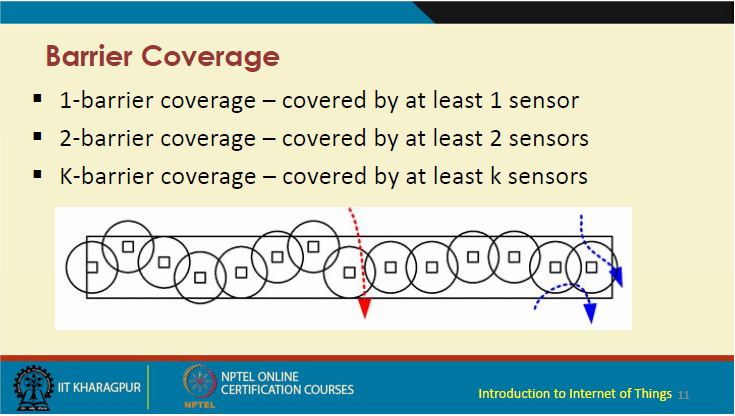 Barrier Coverage
▪ 1-barrier coverage – covered by at least 1 sensor
▪ 2-barrier coverage – covered by at least 2 sensors
▪ K-barrier coverage – covered by at least k sensors
IIT KHARAGPUR
NPTEL
NPTEL ONLINE
CERTIFICATION COURSES
Introduction to Internet of Things 11